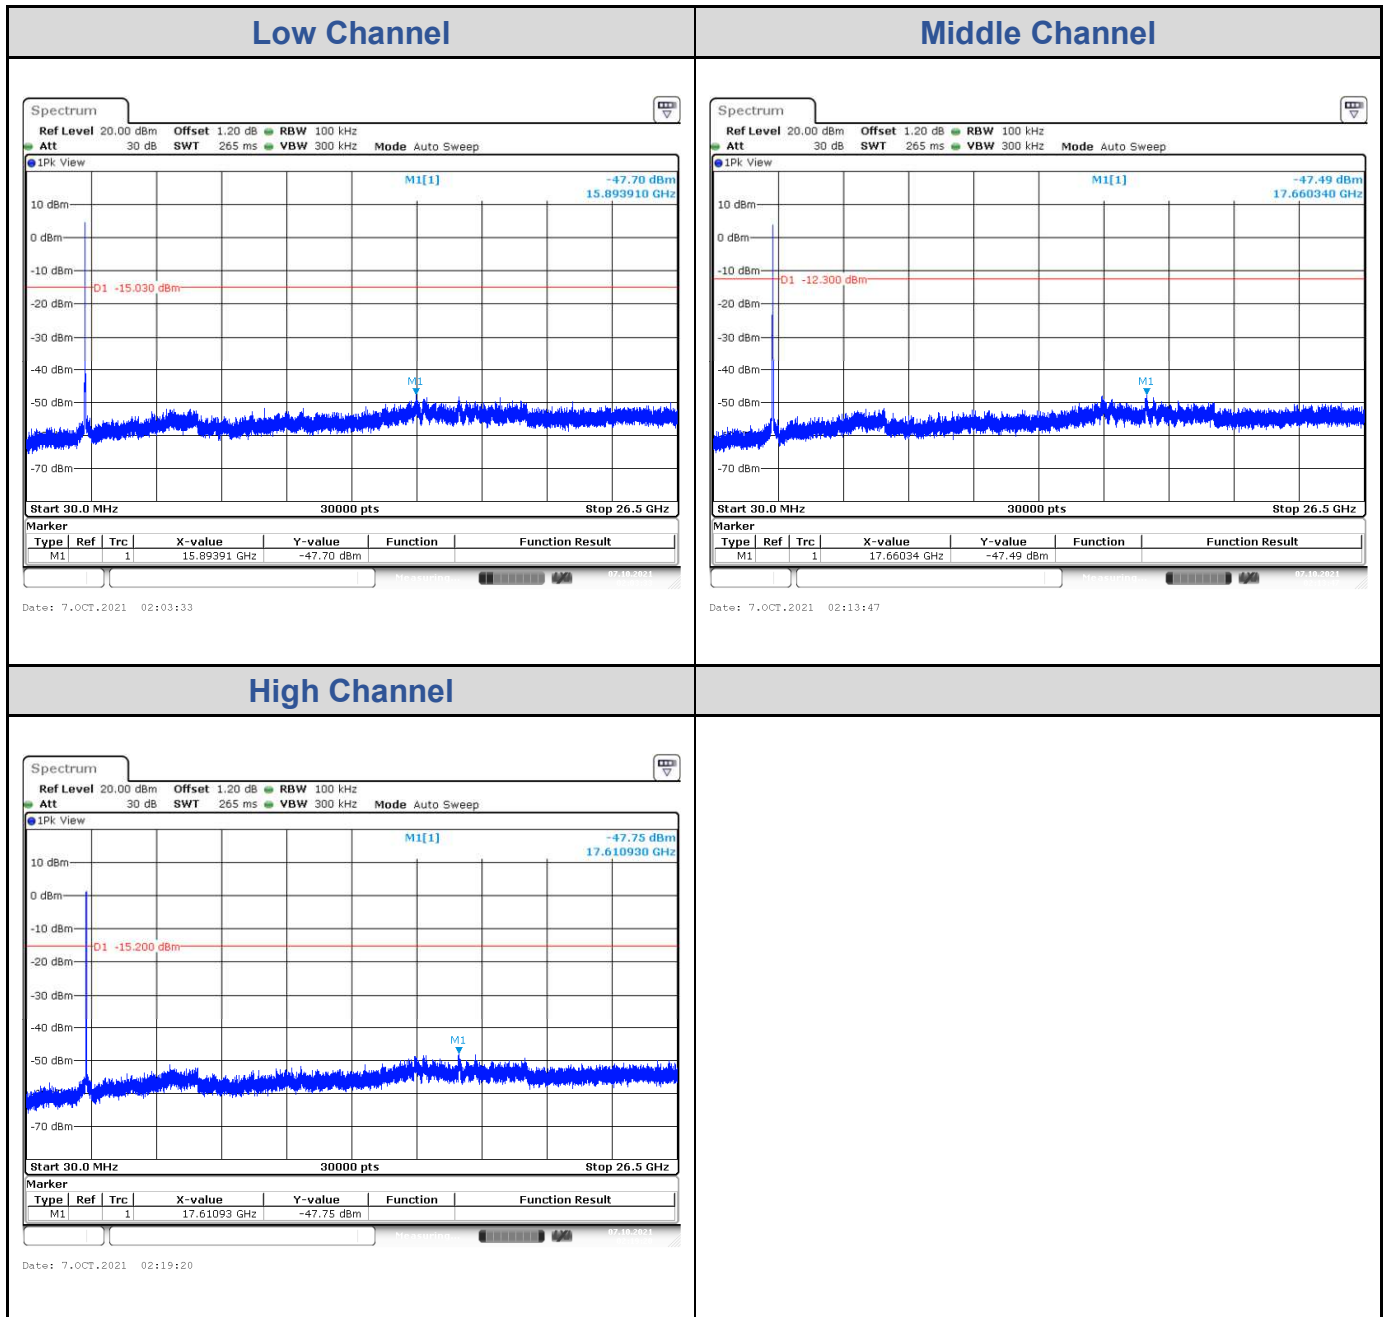 Low Channel
Middle Channel
Spectrum
Ref Level 20.00 dBm Offset 1.20 dB RBW 100 kHz
Att 30 dB SWT 265 ms VBW 300 kHz Mode Auto Sweep
1Pk View
M1[1] -47.70 dBm
15.893910 GHz
10 dBm
0 dBm
-10 dBm
D1 -15.030 dBm
-20 dBm
-30 dBm
-40 dBm
M1
-50 dBm
-70 dBm
Start 30.0 MHz 30000 pts Stop 26.5 GHz
Marker
Type Ref Trc X-value Y-value Function Function Result
M1 1 15.89391 GHz -47.70 dBm
Measuring 07.10.2021
Date: 7.OCT.2021 02:03:33
Spectrum
Ref Level 20.00 dBm Offset 1.20 dB RBW 100 kHz
Att 30 dB SWT 265 ms VBW 300 kHz Mode Auto Sweep
1Pk View
M1[1] -47.49 dBm
17.660340 GHz
10 dBm
0 dBm
-10 dBm
D1 -12.300 dBm
-20 dBm
-30 dBm
-40 dBm
M1
-50 dBm
-70 dBm
Start 30.0 MHz 30000 pts Stop 26.5 GHz
Marker
Type Ref Trc X-value Y-value Function Function Result
M1 1 17.66034 GHz -47.49 dBm
Measuring 07.10.2021
Date: 7.OCT.2021 02:13:47
High Channel
Spectrum
Ref Level 20.00 dBm Offset 1.20 dB RBW 100 kHz
Att 30 dB SWT 265 ms VBW 300 kHz Mode Auto Sweep
1Pk View
M1[1] -47.75 dBm
17.610930 GHz
10 dBm
0 dBm
-10 dBm
D1 -15.200 dBm
-20 dBm
-30 dBm
-40 dBm
M1
-50 dBm
-70 dBm
Start 30.0 MHz 30000 pts Stop 26.5 GHz
Marker
Type Ref Trc X-value Y-value Function Function Result
M1 1 17.61093 GHz -47.75 dBm
Measuring 07.10.2021
Date: 7.OCT.2021 02:19:20